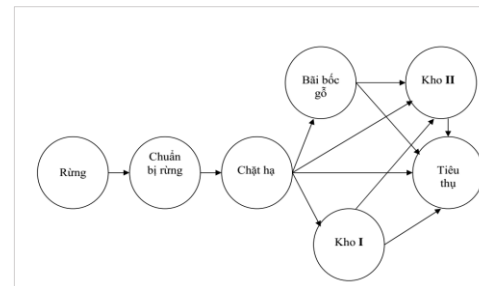 Rừng
Chuẩn
bị rừng
Chặt hạ
Bãi bốc
gỗ
Kho I
Kho II
Tiêu
thụ